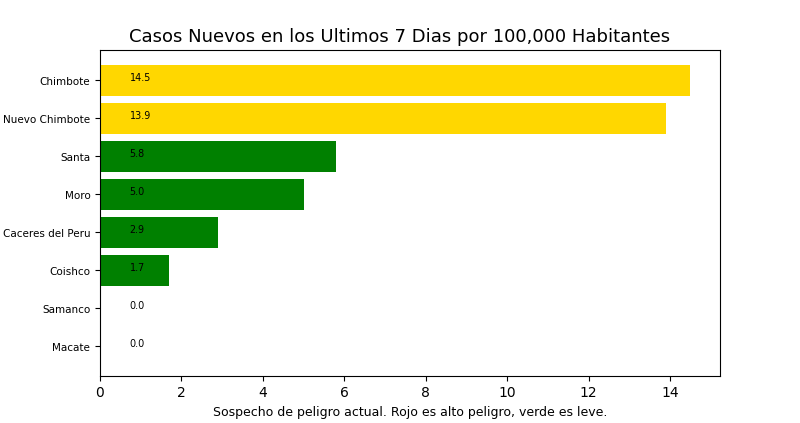 Casos Nuevos en los Ultimos 7 Dias por 100,000 Habitantes
Chimbote 14.5
Nuevo Chimbote 13.9
Santa 5.8
Moro 5.0
Caceres del Peru 2.9
Coishco 1.7
Samanco 0.0
Macate 0.0
0 2 4 6 8 10 12 14
Sospecho de peligro actual. Rojo es alto peligro, verde es leve.